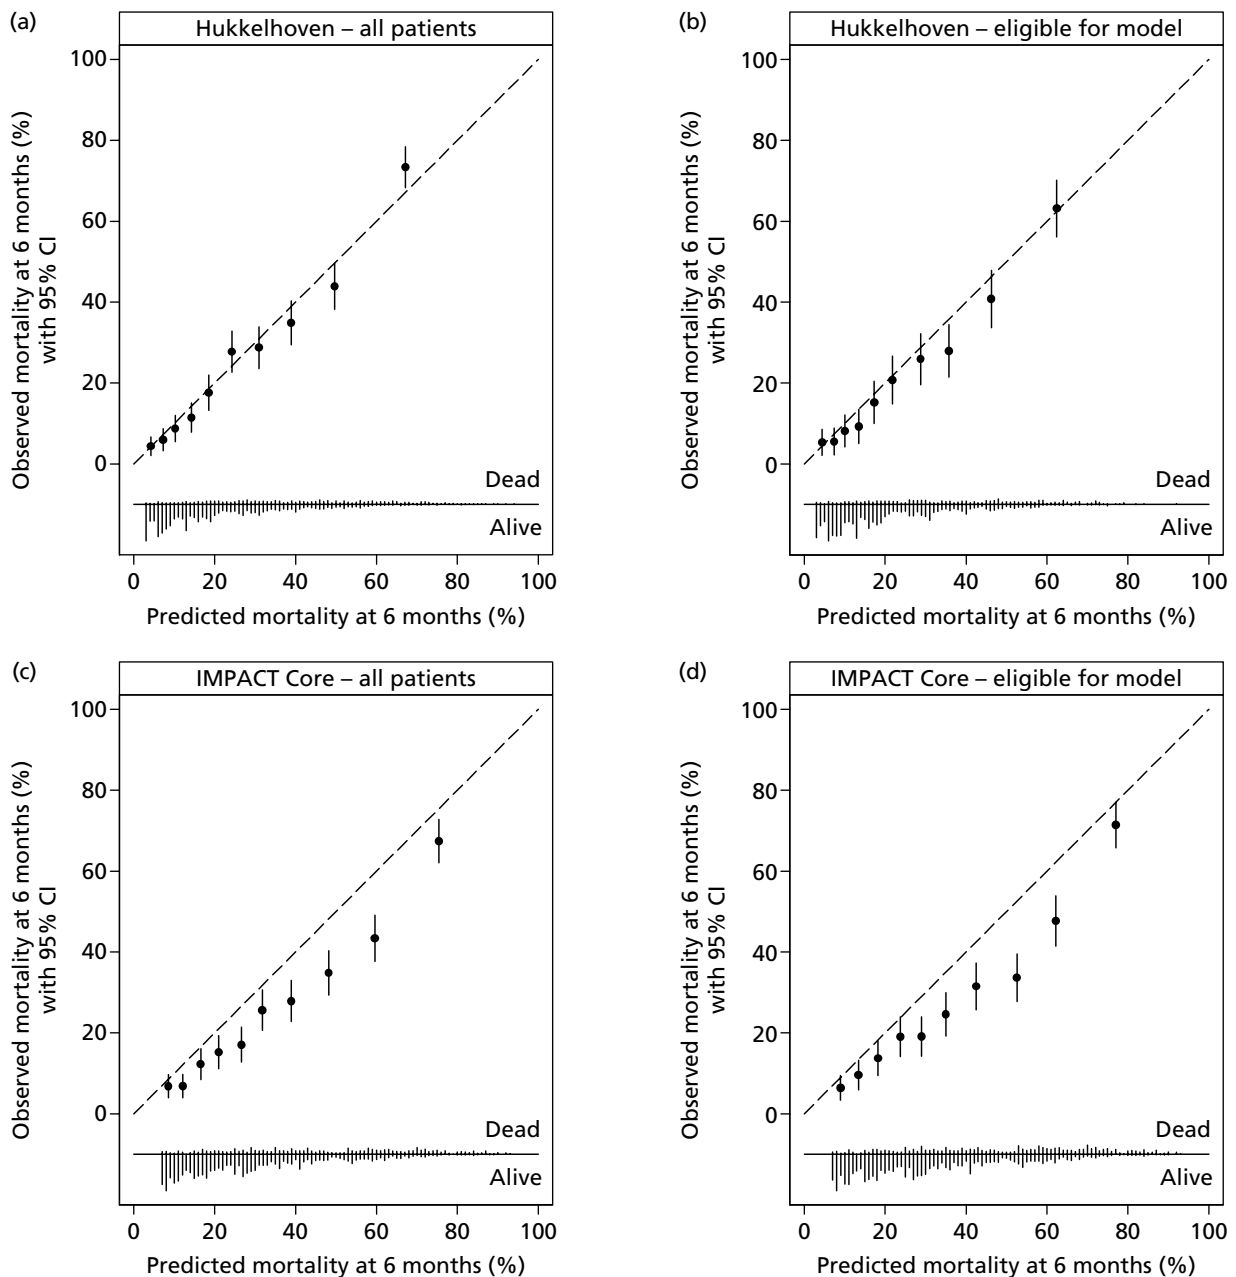 (a)
Hukkelhoven – all patients
100
80
60
40
20
0
Observed mortality at 6 months (%)
with 95% CI
Dead
Alive
0 20 40 60 80 100
Predicted mortality at 6 months (%)
(b)
Hukkelhoven – eligible for model
100
80
60
40
20
0
Observed mortality at 6 months (%)
with 95% CI
Dead
Alive
0 20 40 60 80 100
Predicted mortality at 6 months (%)
(c)
IMPACT Core – all patients
100
80
60
40
20
0
Observed mortality at 6 months (%)
with 95% CI
Dead
Alive
0 20 40 60 80 100
Predicted mortality at 6 months (%)
(d)
IMPACT Core – eligible for model
100
80
60
40
20
0
Observed mortality at 6 months (%)
with 95% CI
Dead
Alive
0 20 40 60 80 100
Predicted mortality at 6 months (%)